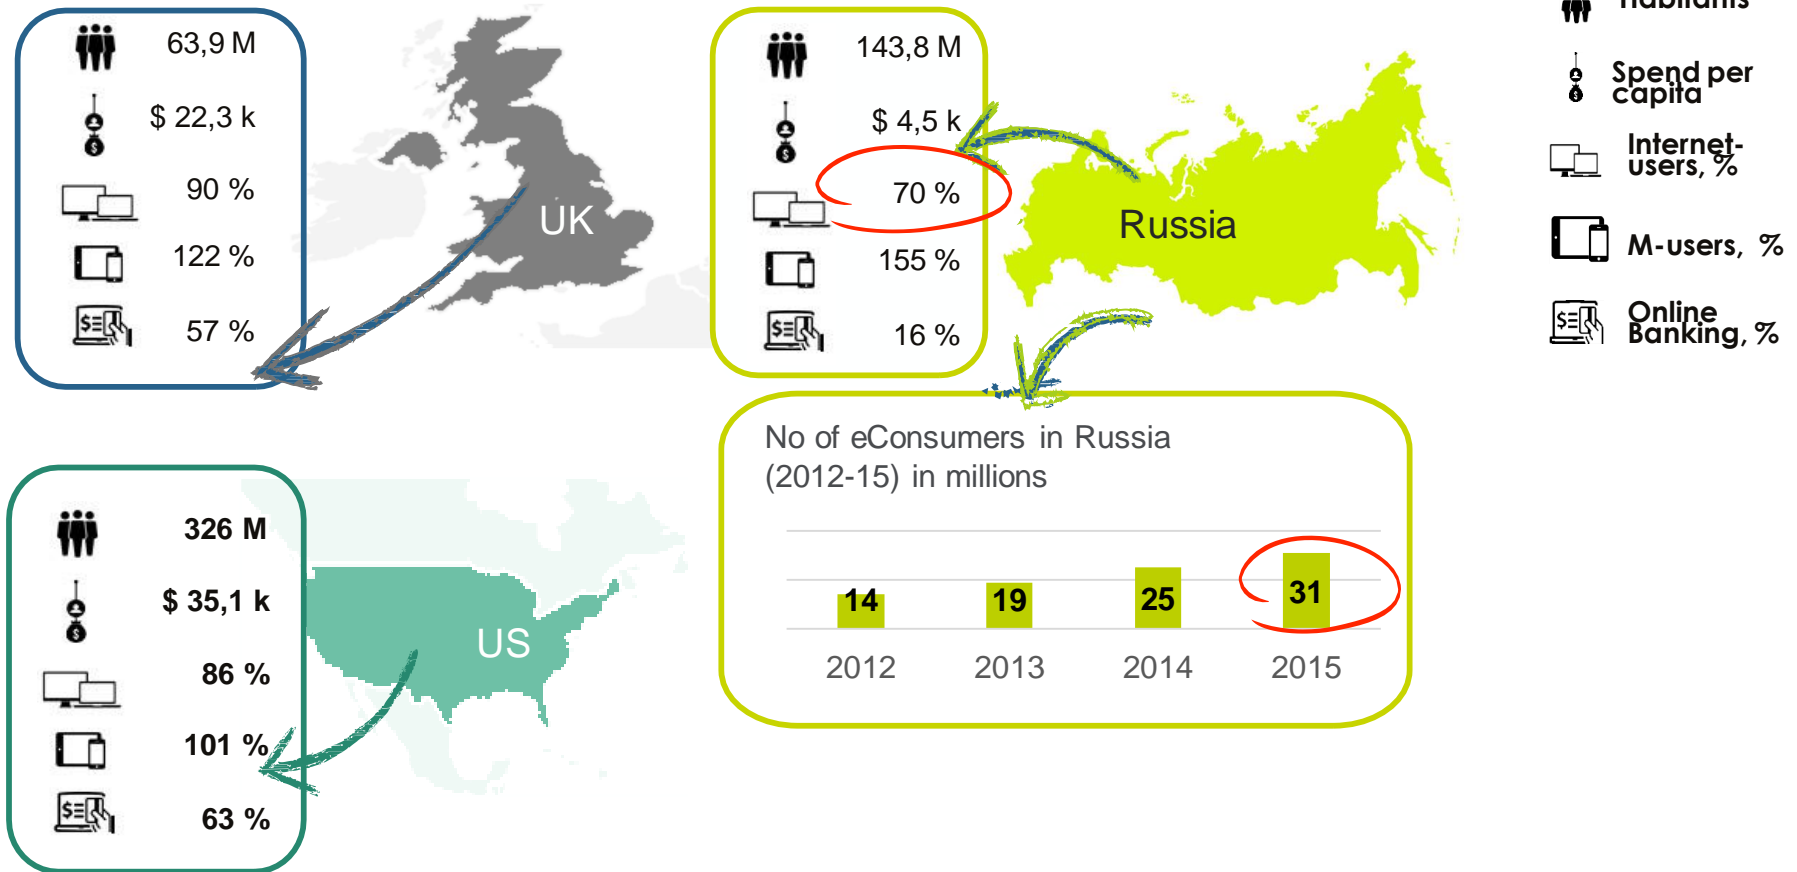 63,9 M
$ 22,3 k
90 %
122 %
57 %
UK
143,8 M
$ 4,5 k
70 %
155 %
16 %
Russia
Habitants
Spend per
capita
Internet-
users, %
M-users, %
Online
Banking, %
326 M
$ 35,1 k
86 %
101 %
63 %
US
No of eConsumers in Russia
(2012-15) in millions
14 19 25 31
2012 2013 2014 2015